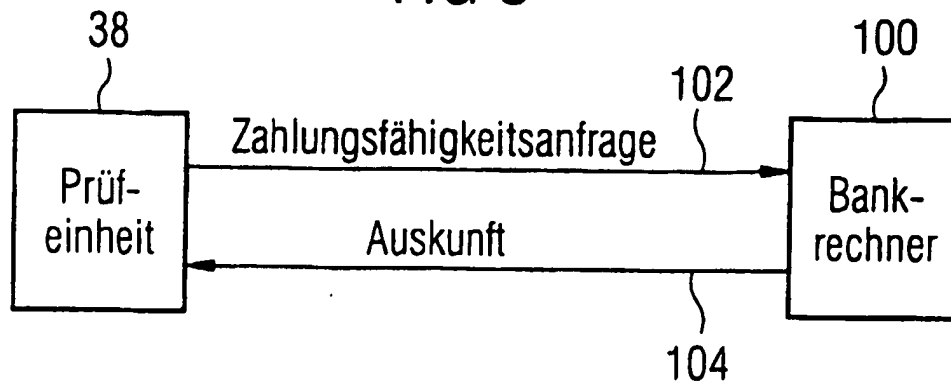 38
100
102
Zahlungsfähigkeitsanfrage
Prüf-
einheit
Bank-
rechner
Auskunft
104